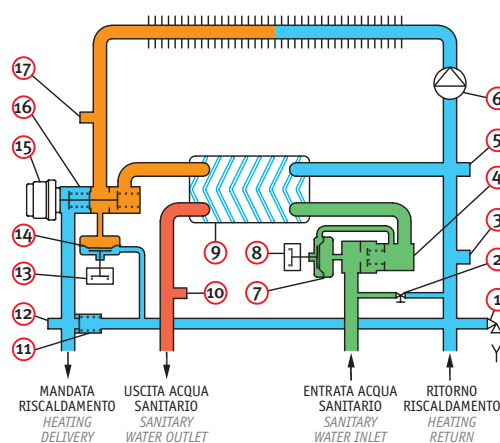 17
16
15
14
13
12
11
10
9
8
7
6
5
4
3
2
1
MANDATA
RISCALDAMENTO
HEATING
DELIVERY
USCITA ACQUA
SANITARIO
SANITARY
WATER OUTLET
ENTRATA ACQUA
SANITARIO
SANITARY
WATER INLET
RITORNO
RISCALDAMENTO
HEATING
RETURN